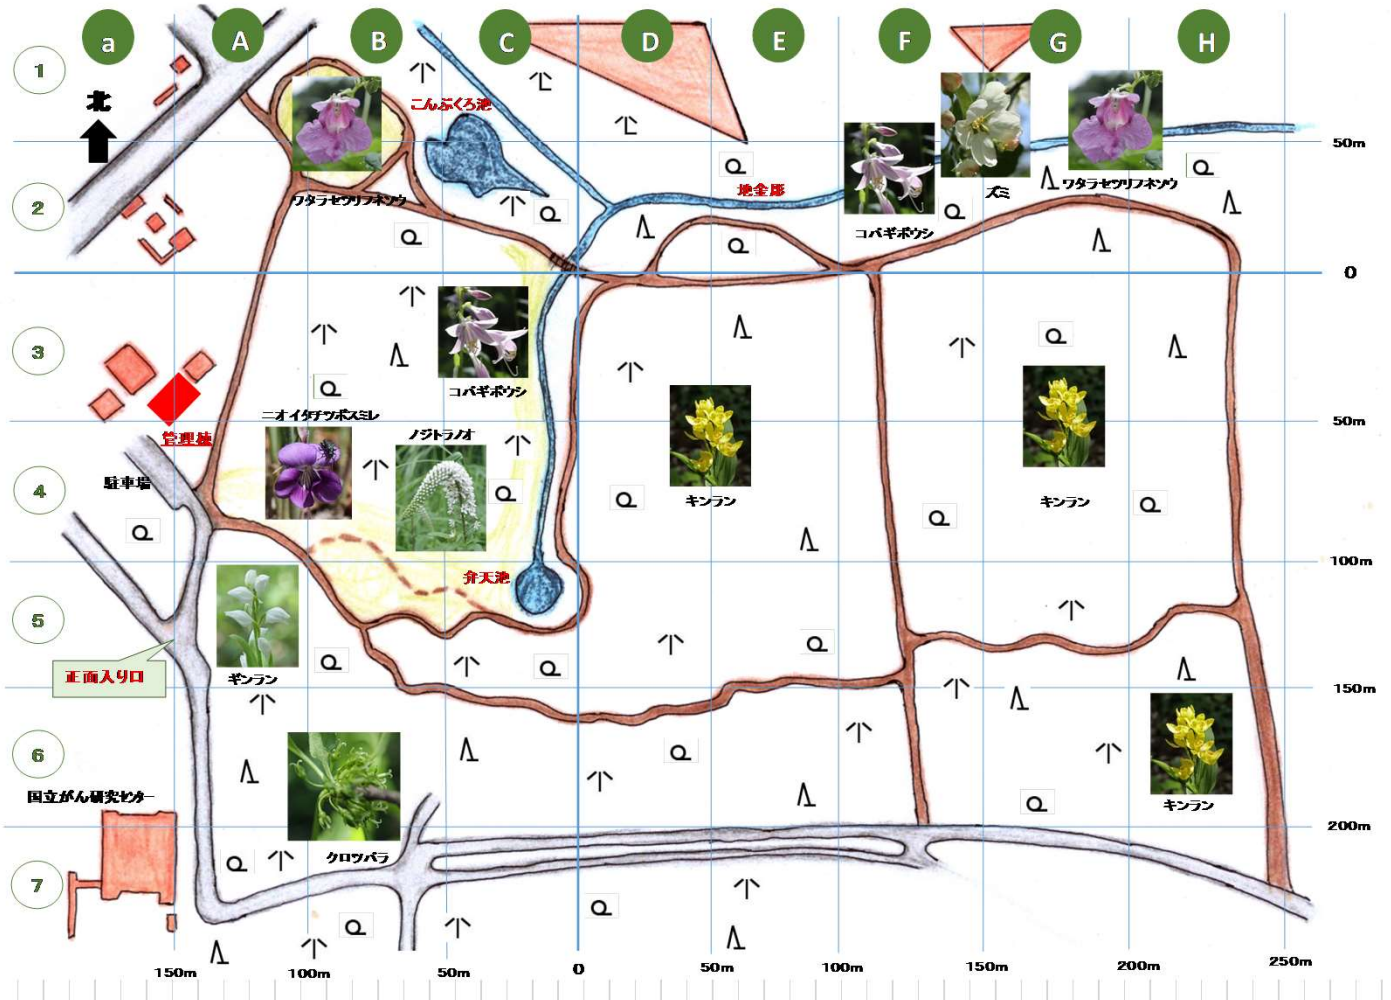 a A B C D E F G H
1
北
こんぶくろ池
50m
地金堀
ズミ
ワタラセツリフネソウ
2
ワタラセツリフネソウ
コバギボウシ
0
3
コバギボウシ
ニオイタチツボスミレ
50m
管理棟
ノジトラノオ
駐車場
4
キンラン
キンラン
100m
弁天池
5
正面入り口
ギンラン
150m
6
国立がん研究センター
キンラン
200m
クロツバラ
7
150m 100m 50m 0 50m 100m 150m 200m 250m